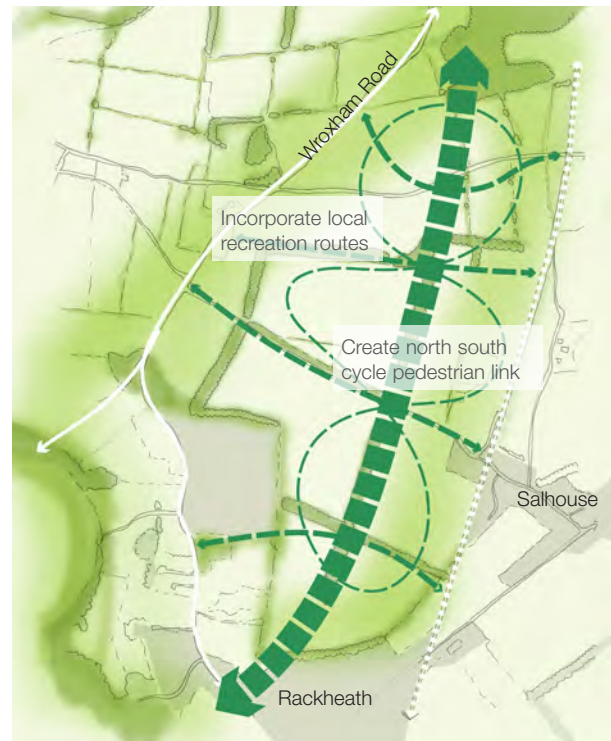 Wroxham Road
Incorporate local
recreation routes
Create north south
cycle pedestrian link
Salhouse
Rackheath